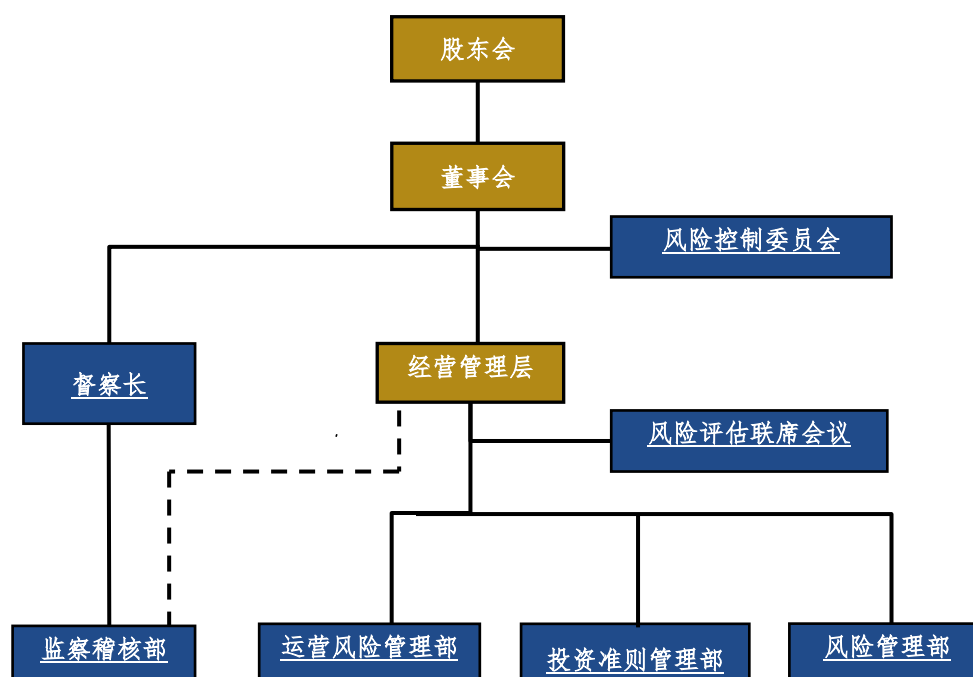 股东会
董事会
风险控制委员会
督察长
经营管理层
风险评估联席会议
监察稽核部
运营风险管理部
投资准则管理部
风险管理部